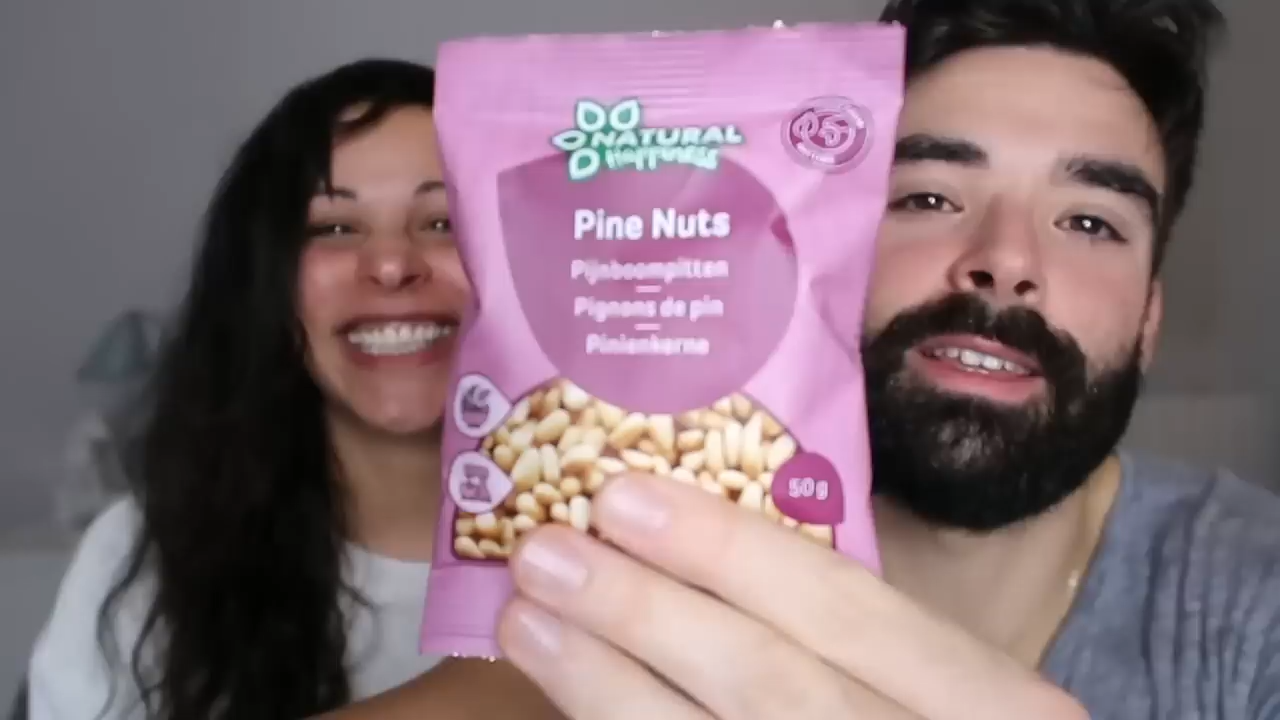 NATURAL
Happiness
Pine Nuts
Pijnboompitten
Pignons de pin
Pinienkerne
50g